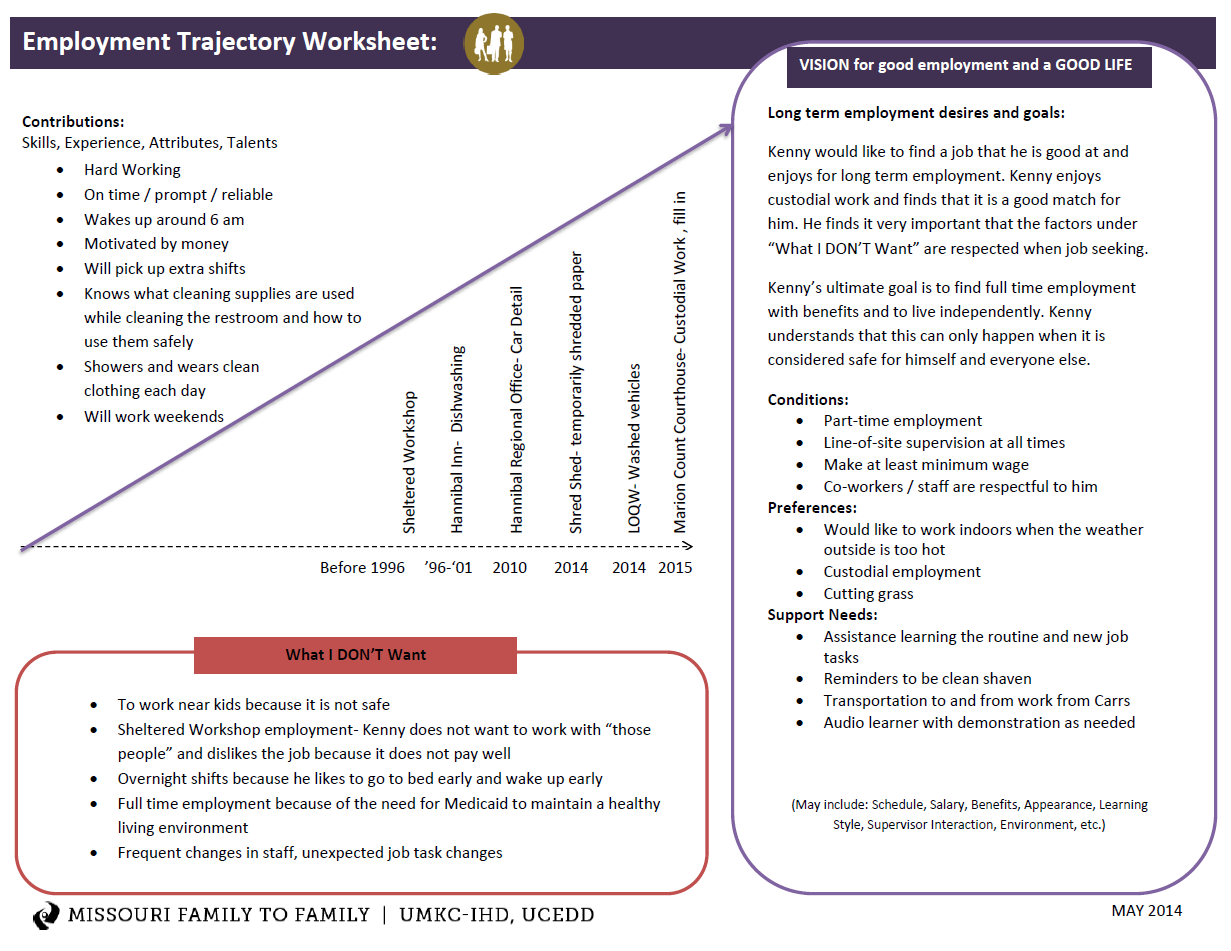 Employment Trajectory Worksheet:
Contributions:
Skills, Experience, Attributes, Talents
• Hard Working
• On time / prompt / reliable
• Wakes up around 6 am
• Motivated by money
• Will pick up extra shifts
• Knows what cleaning supplies are used
while cleaning the restroom and how to
use them safely
• Showers and wears clean
clothing each day
• Will work weekends
Sheltered Workshop
Hannibal Inn- Dishwashing
Hannibal Regional Office- Car Detail
Shred Shed- temporarily shredded paper
LOQW- Washed vehicles
Marion Count Courthouse- Custodial Work , fill in
Before 1996 ’96-‘01 2010 2014 2014 2015
What I DON’T Want
• To work near kids because it is not safe
• Sheltered Workshop employment- Kenny does not want to work with “those
people” and dislikes the job because it does not pay well
• Overnight shifts because he likes to go to bed early and wake up early
• Full time employment because of the need for Medicaid to maintain a healthy
living environment
• Frequent changes in staff, unexpected job task changes
VISION for good employment and a GOOD LIFE
Long term employment desires and goals:
Kenny would like to find a job that he is good at and
enjoys for long term employment. Kenny enjoys
custodial work and finds that it is a good match for
him. He finds it very important that the factors under
“What I DON’T Want” are respected when job seeking.
Kenny’s ultimate goal is to find full time employment
with benefits and to live independently. Kenny
understands that this can only happen when it is
considered safe for himself and everyone else.
Conditions:
• Part-time employment
• Line-of-site supervision at all times
• Make at least minimum wage
• Co-workers / staff are respectful to him
Preferences:
• Would like to work indoors when the weather
outside is too hot
• Custodial employment
• Cutting grass
Support Needs:
• Assistance learning the routine and new job
tasks
• Reminders to be clean shaven
• Transportation to and from work from Carrs
• Audio learner with demonstration as needed
(May include: Schedule, Salary, Benefits, Appearance, Learning
Style, Supervisor Interaction, Environment, etc.)
MISSOURI FAMILY TO FAMILY | UMKC-IHD, UCEDD
MAY 2014